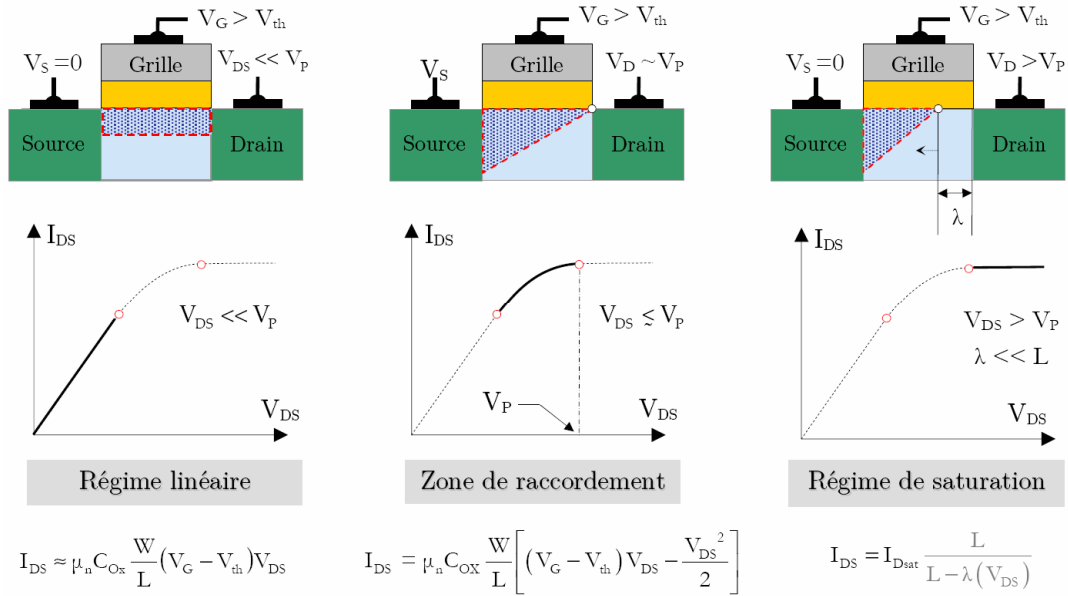 V_G > V_th
V_S = 0
Grille
V_DS << V_P
Source
Drain
V_G > V_th
V_S
Grille
V_D ~ V_P
Source
Drain
V_G > V_th
V_S = 0
Grille
V_D > V_P
Source
Drain
λ
I_DS
V_DS << V_P
V_DS
I_DS
V_DS ≲ V_P
V_P
V_DS
I_DS
V_DS > V_P
λ << L
V_DS
Régime linéaire
Zone de raccordement
Régime de saturation
I_DS ≈ μ_n C_Ox W/L (V_G − V_th) V_DS
I_DS = μ_n C_OX W/L [(V_G − V_th) V_DS − V_DS²/2]
I_DS = I_Dsat L/(L − λ(V_DS))